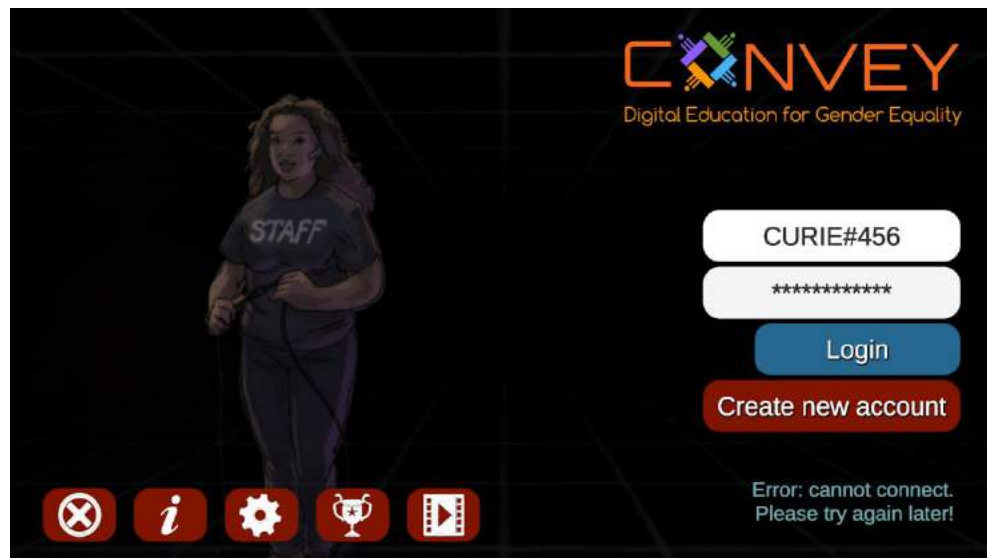 CONVEY
Digital Education for Gender Equality
STAFF
CURIE#456
************
Login
Create new account
Error: cannot connect.
Please try again later!